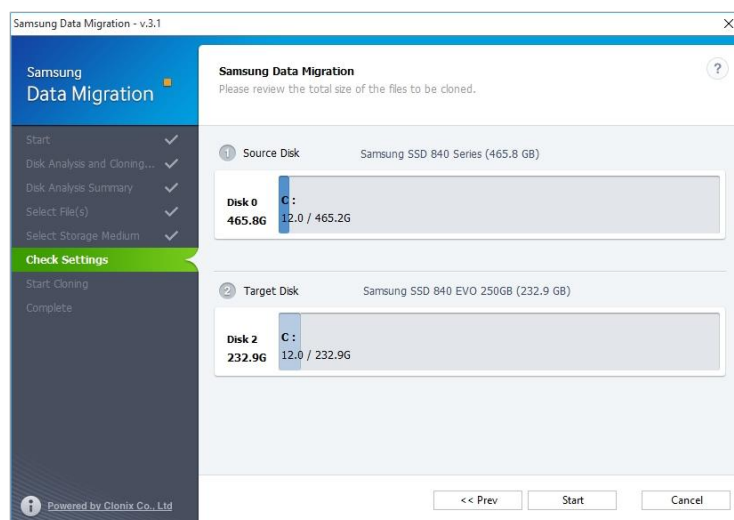 Samsung Data Migration - v.3.1
Samsung
Data Migration
Start
Disk Analysis and Cloning...
Disk Analysis Summary
Select File(s)
Select Storage Medium
Check Settings
Start Cloning
Complete
Powered by Clonix Co., Ltd
Samsung Data Migration
Please review the total size of the files to be cloned.
?
1 Source Disk Samsung SSD 840 Series (465.8 GB)
Disk 0
465.8G
C :
12.0 / 465.2G
2 Target Disk Samsung SSD 840 EVO 250GB (232.9 GB)
Disk 2
232.9G
C :
12.0 / 232.9G
<< Prev Start Cancel